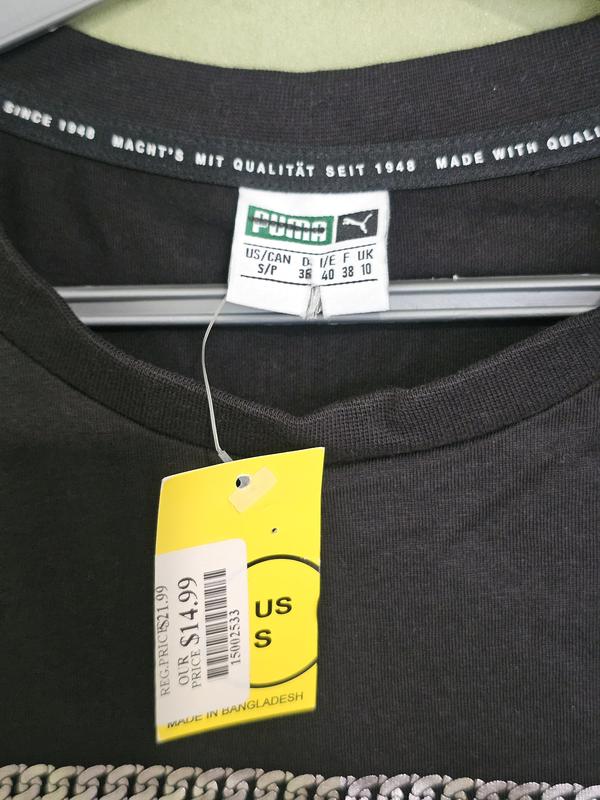 SINCE 1948 MACHT'S MIT QUALITÄT SEIT 1948 MADE WITH QUALI
PUMA
US/CAN D I/E F UK
S/P 36 40 38 10
REG.PRICE $21.99
OUR PRICE $14.99
15002533
US
S
MADE IN BANGLADESH